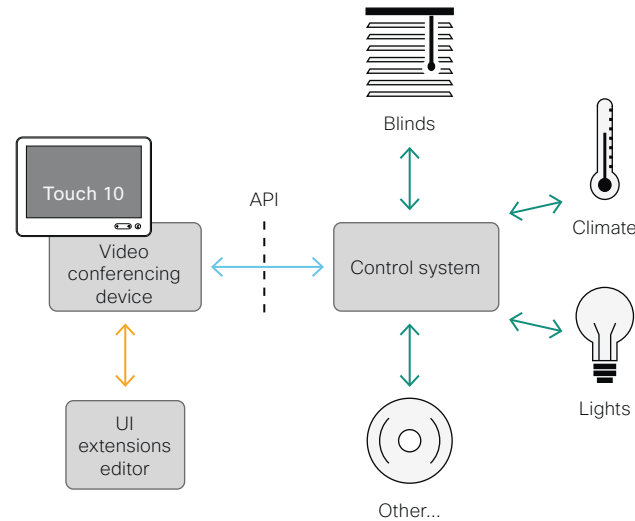 Blinds
Climate
Touch 10
API
Video
conferencing
device
Control system
Lights
UI
extensions
editor
Other...